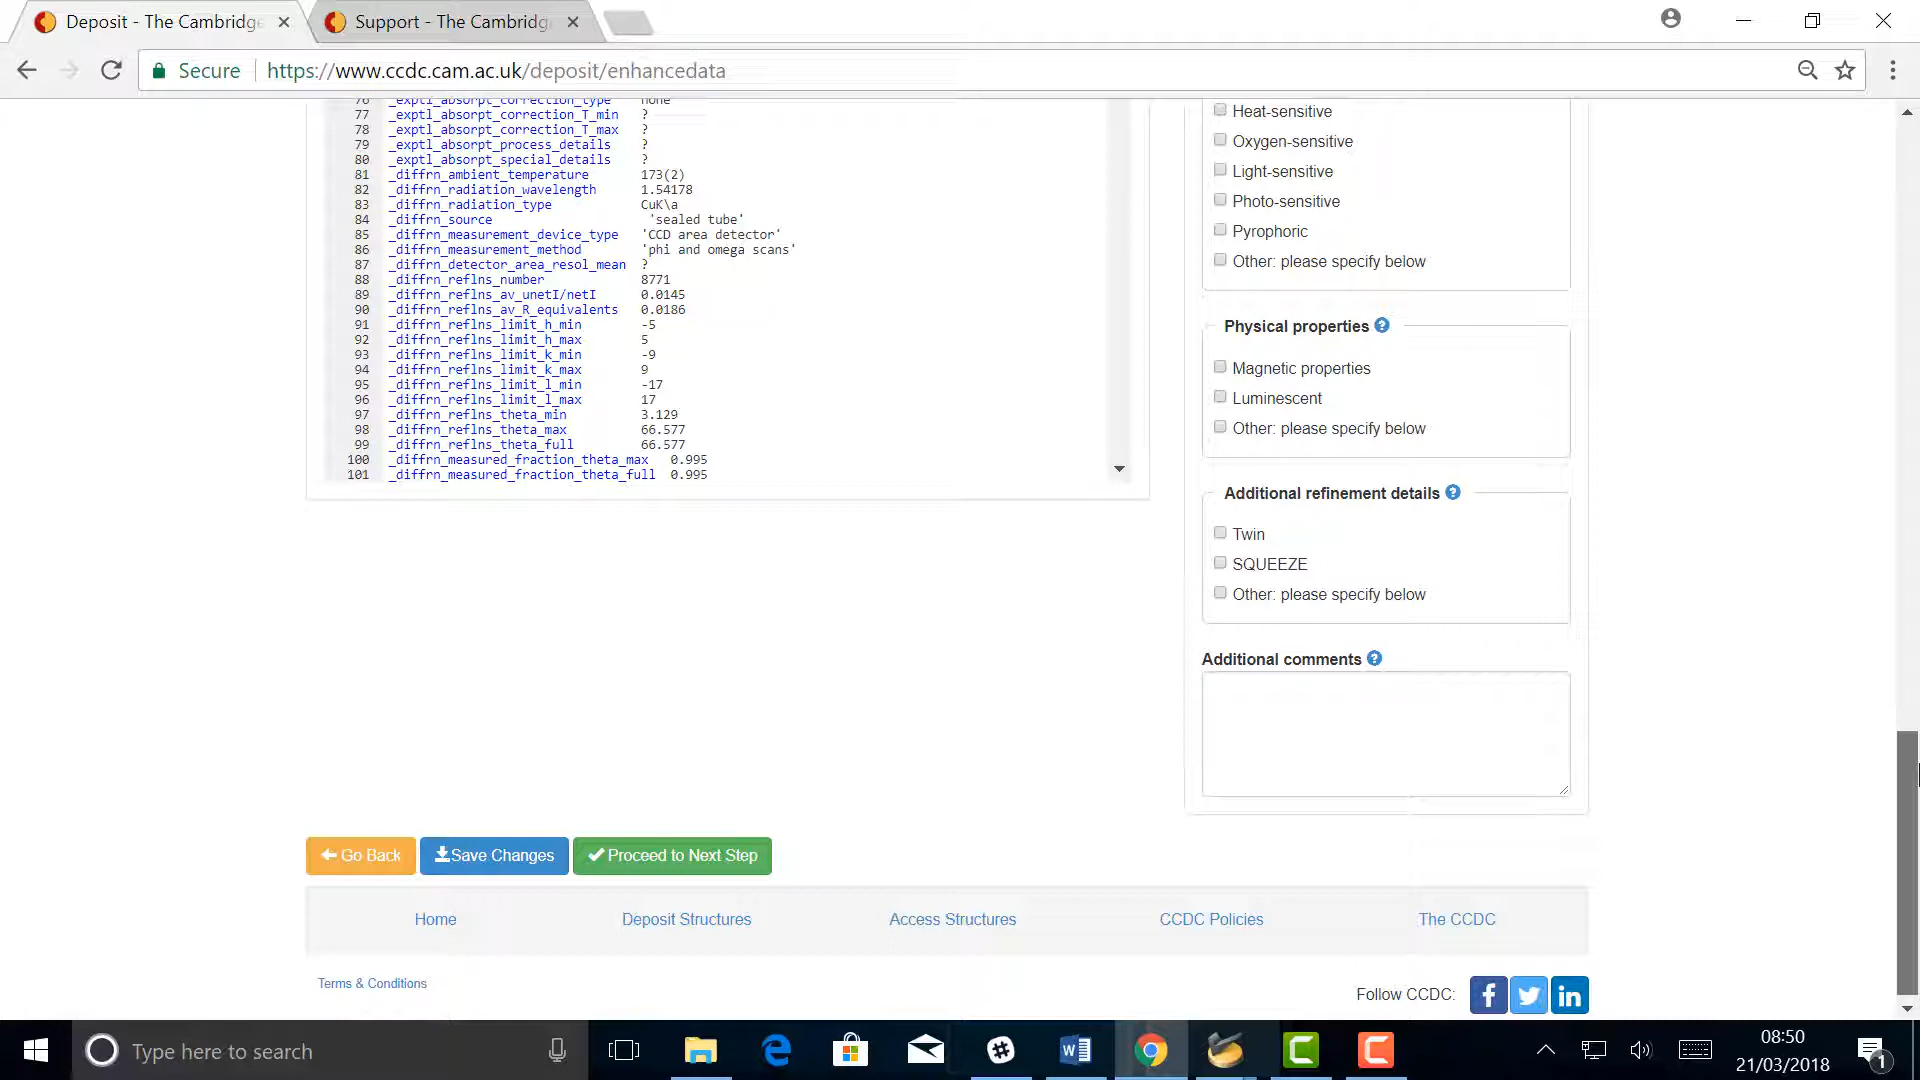 Deposit - The Cambridge
Support - The Cambridg
Secure
https://www.ccdc.cam.ac.uk/deposit/enhancedata
76 _exptl_absorpt_correction_type none
77 _exptl_absorpt_correction_T_min ?
78 _exptl_absorpt_correction_T_max ?
79 _exptl_absorpt_process_details ?
80 _exptl_absorpt_special_details ?
81 _diffrn_ambient_temperature 173(2)
82 _diffrn_radiation_wavelength 1.54178
83 _diffrn_radiation_type CuK\a
84 _diffrn_source 'sealed tube'
85 _diffrn_measurement_device_type 'CCD area detector'
86 _diffrn_measurement_method 'phi and omega scans'
87 _diffrn_detector_area_resol_mean ?
88 _diffrn_reflns_number 8771
89 _diffrn_reflns_av_unetI/netI 0.0145
90 _diffrn_reflns_av_R_equivalents 0.0186
91 _diffrn_reflns_limit_h_min -5
92 _diffrn_reflns_limit_h_max 5
93 _diffrn_reflns_limit_k_min -9
94 _diffrn_reflns_limit_k_max 9
95 _diffrn_reflns_limit_l_min -17
96 _diffrn_reflns_limit_l_max 17
97 _diffrn_reflns_theta_min 3.129
98 _diffrn_reflns_theta_max 66.577
99 _diffrn_reflns_theta_full 66.577
100 _diffrn_measured_fraction_theta_max 0.995
101 _diffrn_measured_fraction_theta_full 0.995
Heat-sensitive
Oxygen-sensitive
Light-sensitive
Photo-sensitive
Pyrophoric
Other: please specify below
Physical properties ?
Magnetic properties
Luminescent
Other: please specify below
Additional refinement details ?
Twin
SQUEEZE
Other: please specify below
Additional comments ?
Go Back
Save Changes
Proceed to Next Step
Home
Deposit Structures
Access Structures
CCDC Policies
The CCDC
Terms & Conditions
Follow CCDC:
Type here to search
08:50
21/03/2018
1